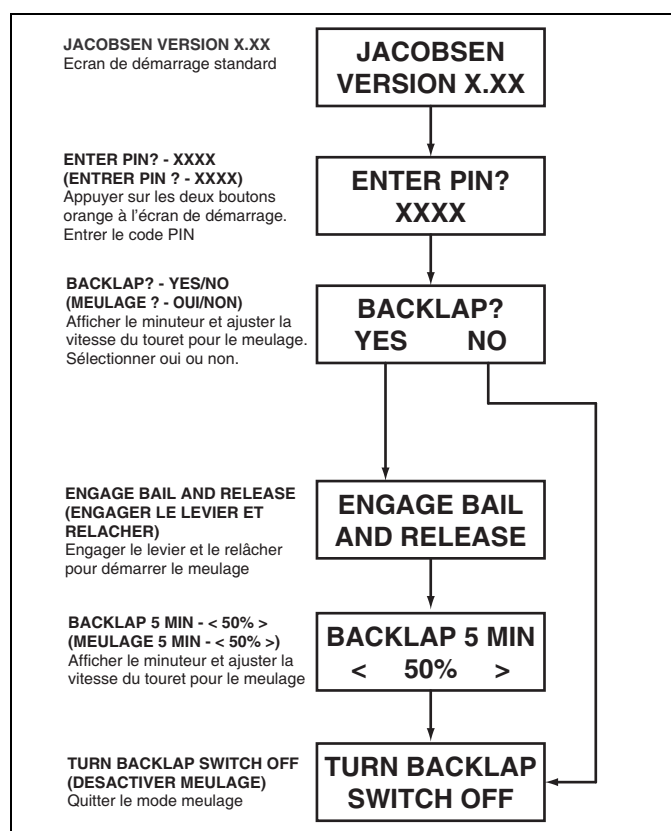 JACOBSEN VERSION X.XX
Ecran de démarrage standard
JACOBSEN
VERSION X.XX
ENTER PIN? - XXXX
(ENTRER PIN ? - XXXX)
Appuyer sur les deux boutons
orange à l'écran de démarrage.
Entrer le code PIN
ENTER PIN?
XXXX
BACKLAP? - YES/NO
(MEULAGE ? - OUI/NON)
Afficher le minuteur et ajuster la
vitesse du touret pour le meulage.
Sélectionner oui ou non.
BACKLAP?
YES NO
ENGAGE BAIL AND RELEASE
(ENGAGER LE LEVIER ET
RELACHER)
Engager le levier et le relâcher
pour démarrer le meulage
ENGAGE BAIL
AND RELEASE
BACKLAP 5 MIN - < 50% >
(MEULAGE 5 MIN - < 50% >)
Afficher le minuteur et ajuster la
vitesse du touret pour le meulage
BACKLAP 5 MIN
< 50% >
TURN BACKLAP SWITCH OFF
(DESACTIVER MEULAGE)
Quitter le mode meulage
TURN BACKLAP
SWITCH OFF